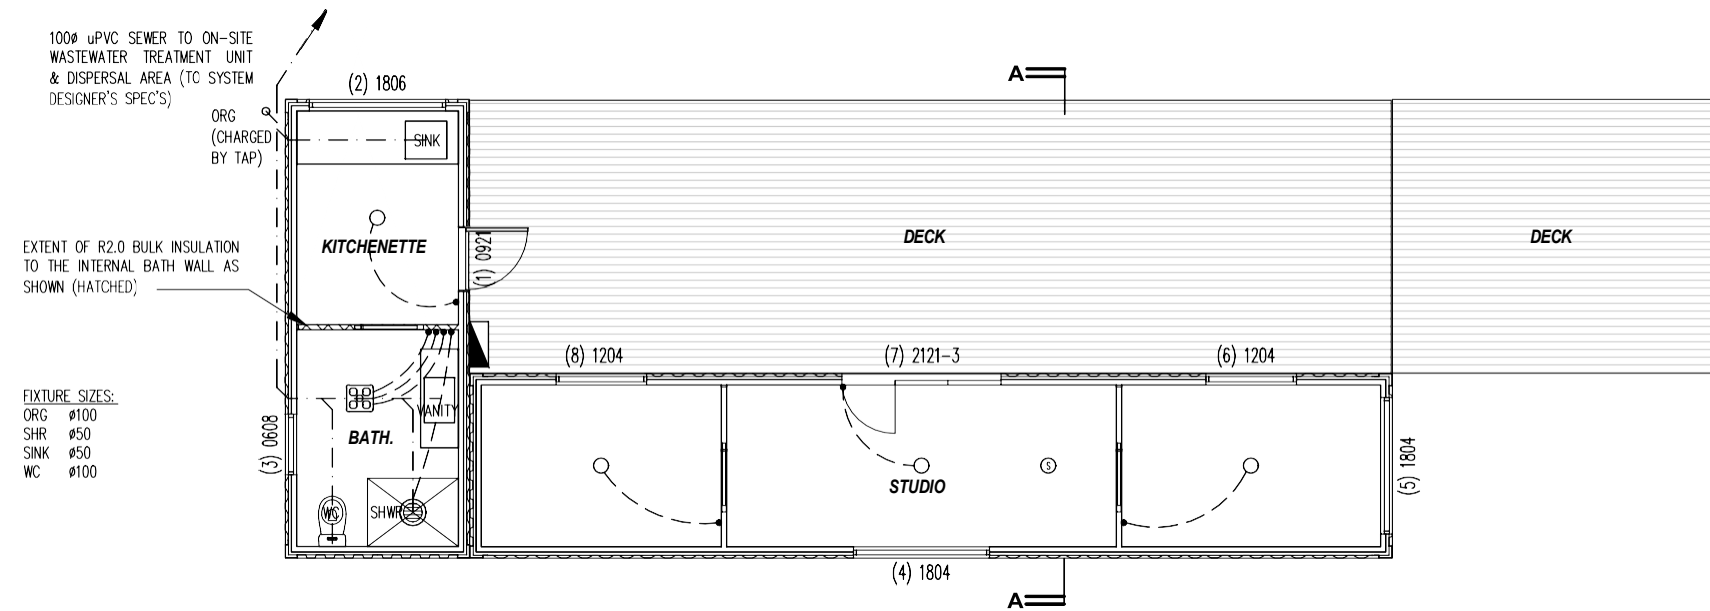 100ø uPVC SEWER TO ON-SITE
WASTEWATER TREATMENT UNIT
& DISPERSAL AREA (TO SYSTEM
DESIGNER'S SPEC'S)
(2) 1806
A
ORG
(CHARGED
BY TAP)
SINK
EXTENT OF R2.0 BULK INSULATION
TO THE INTERNAL BATH WALL AS
SHOWN (HATCHED)
KITCHENETTE
(1) 0921
DECK
DECK
(8) 1204
(7) 2121-3
(6) 1204
FIXTURE SIZES:
ORG ø100
SHR ø50
SINK ø50
WC ø100
(3) 0608
BATH.
VANITY
WC
SHWR
STUDIO
S
(5) 1804
(4) 1804
A